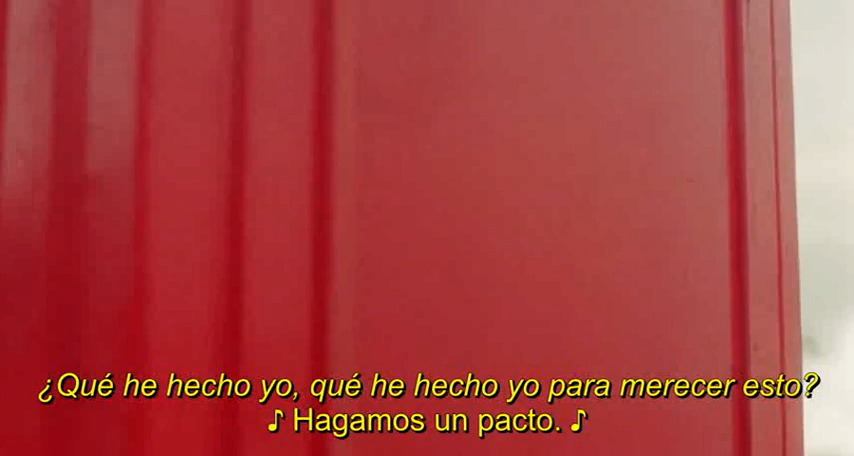 ¿Qué he hecho yo, qué he hecho yo para merecer esto?
♪ Hagamos un pacto. ♪